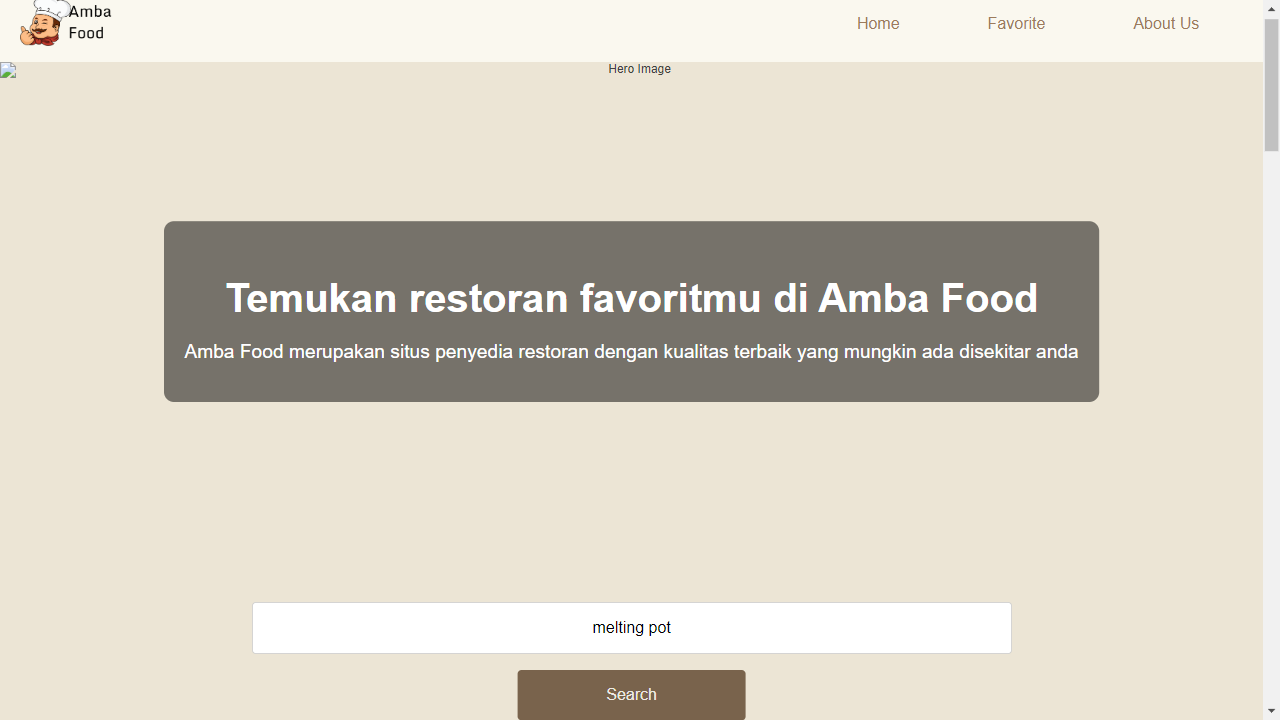 Amba
Food
Home
Favorite
About Us
Hero Image
Temukan restoran favoritmu di Amba Food
Amba Food merupakan situs penyedia restoran dengan kualitas terbaik yang mungkin ada disekitar anda
melting pot
Search